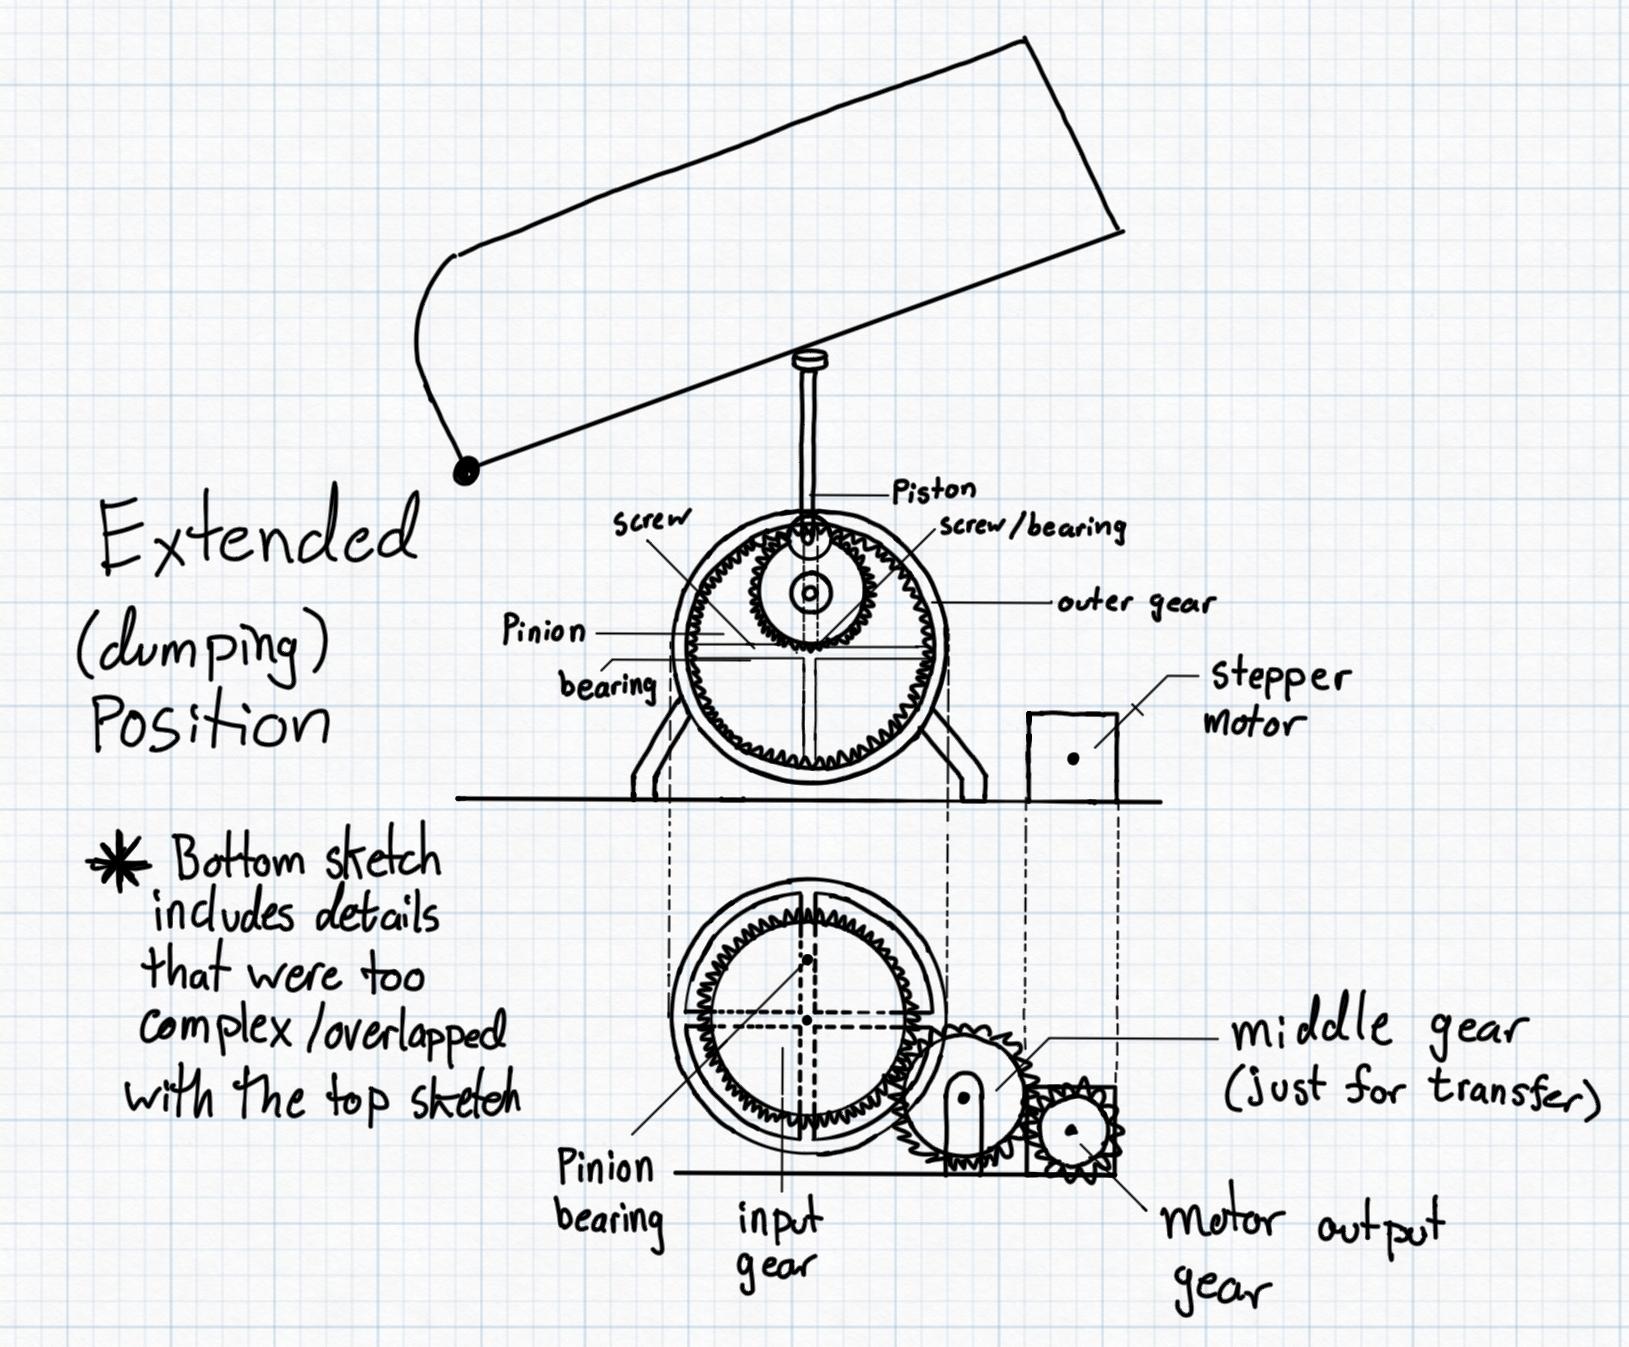 Piston
screw
screw/bearing
outer gear
Pinion
bearing
stepper
motor
Extended
(dumping)
Position
* Bottom sketch
includes details
that were too
complex/overlapped
with the top sketch
middle gear
(just for transfer)
Pinion
bearing
input
gear
motor output
gear